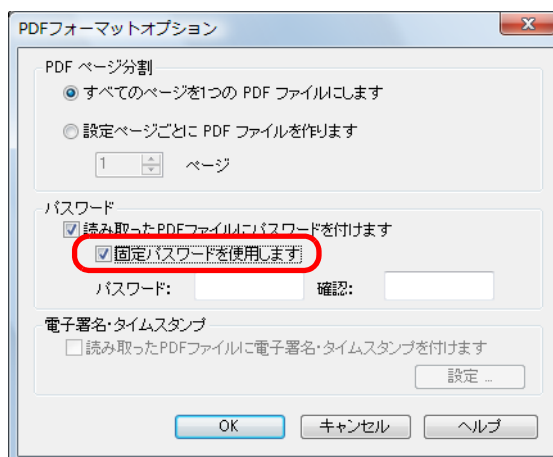 PDFフォーマットオプション
PDF ページ分割
すべてのページを1つの PDF ファイルにします
設定ページごとに PDF ファイルを作ります
1 ページ
パスワード
読み取ったPDFファイルにパスワードを付けます
固定パスワードを使用します
パスワード: 確認:
電子署名・タイムスタンプ
読み取ったPDFファイルに電子署名・タイムスタンプを付けます
設定 ...
OK キャンセル ヘルプ